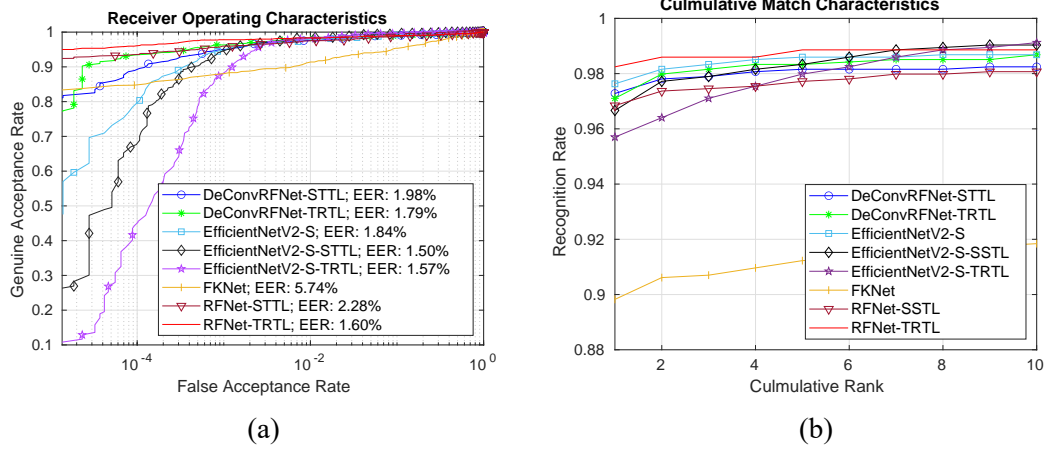 Receiver Operating Characteristics
1
0.9
0.8
0.7
0.6
0.5
0.4
0.3
0.2
0.1
Genuine Acceptance Rate
DeConvRFNet-STTL; EER: 1.98%
DeConvRFNet-TRTL; EER: 1.79%
EfficientNetV2-S; EER: 1.84%
EfficientNetV2-S-STTL; EER: 1.50%
EfficientNetV2-S-TRTL; EER: 1.57%
FKNet; EER: 5.74%
RFNet-STTL; EER: 2.28%
RFNet-TRTL; EER: 1.60%
10-4
10-2
100
False Acceptance Rate
(a)
Culmulative Match Characteristics
1
0.98
0.96
0.94
0.92
0.9
0.88
Recognition Rate
DeConvRFNet-STTL
DeConvRFNet-TRTL
EfficientNetV2-S
EfficientNetV2-S-SSTL
EfficientNetV2-S-TRTL
FKNet
RFNet-SSTL
RFNet-TRTL
2
4
6
8
10
Culmulative Rank
(b)